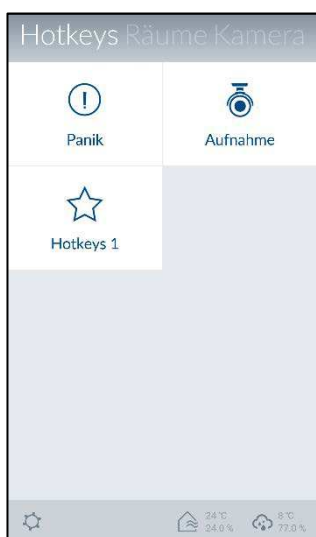 Hotkeys Räume Kamera
Panik
Aufnahme
Hotkeys 1
24 °C
24.0 %
8 °C
77.0 %